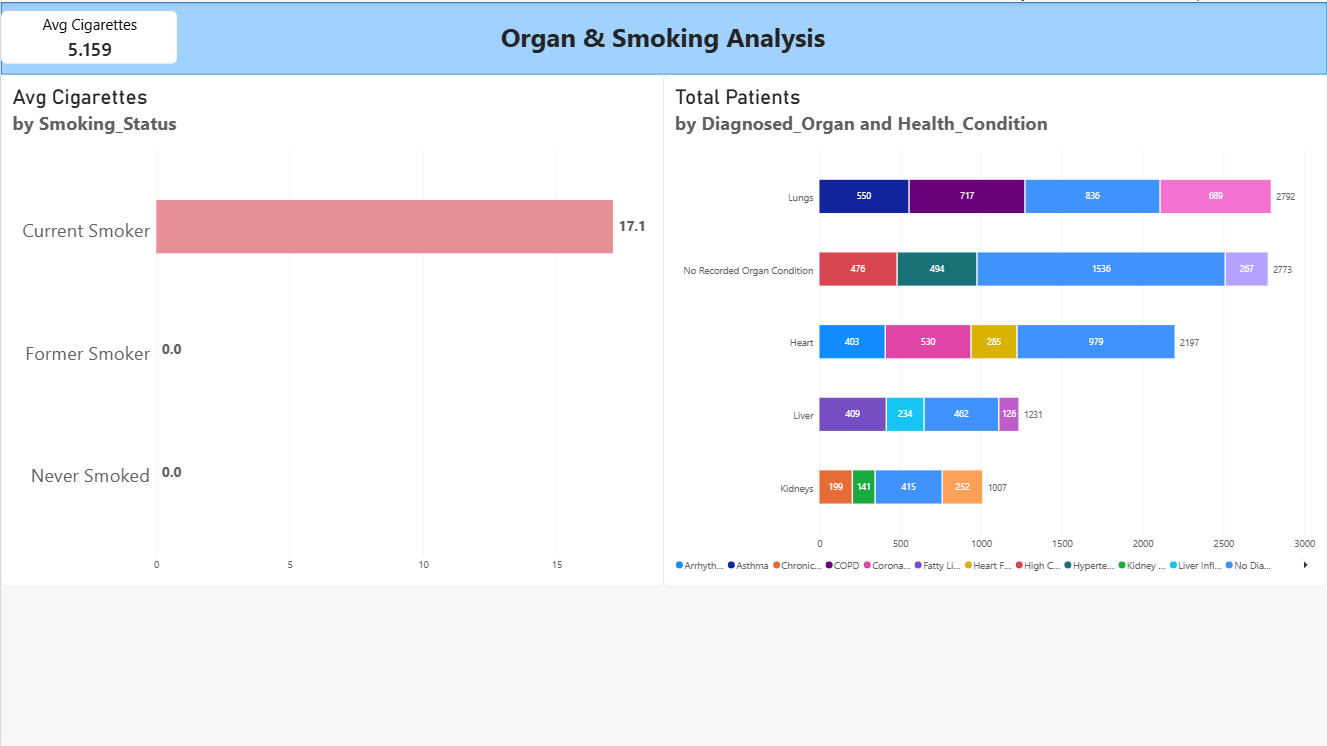 Avg Cigarettes
5.159
Organ & Smoking Analysis
Avg Cigarettes
by Smoking_Status
Current Smoker
17.1
Former Smoker
0.0
Never Smoked
0.0
0 5 10 15
Total Patients
by Diagnosed_Organ and Health_Condition
Lungs 550 717 836 689 2792
No Recorded Organ Condition 476 494 1536 267 2773
Heart 403 530 285 979 2197
Liver 409 234 462 126 1231
Kidneys 199 141 415 252 1007
0 500 1000 1500 2000 2500 3000
Arrhyth... Asthma Chronic... COPD Corona... Fatty Li... Heart F... High C... Hyperte... Kidney ... Liver Infl... No Dia...